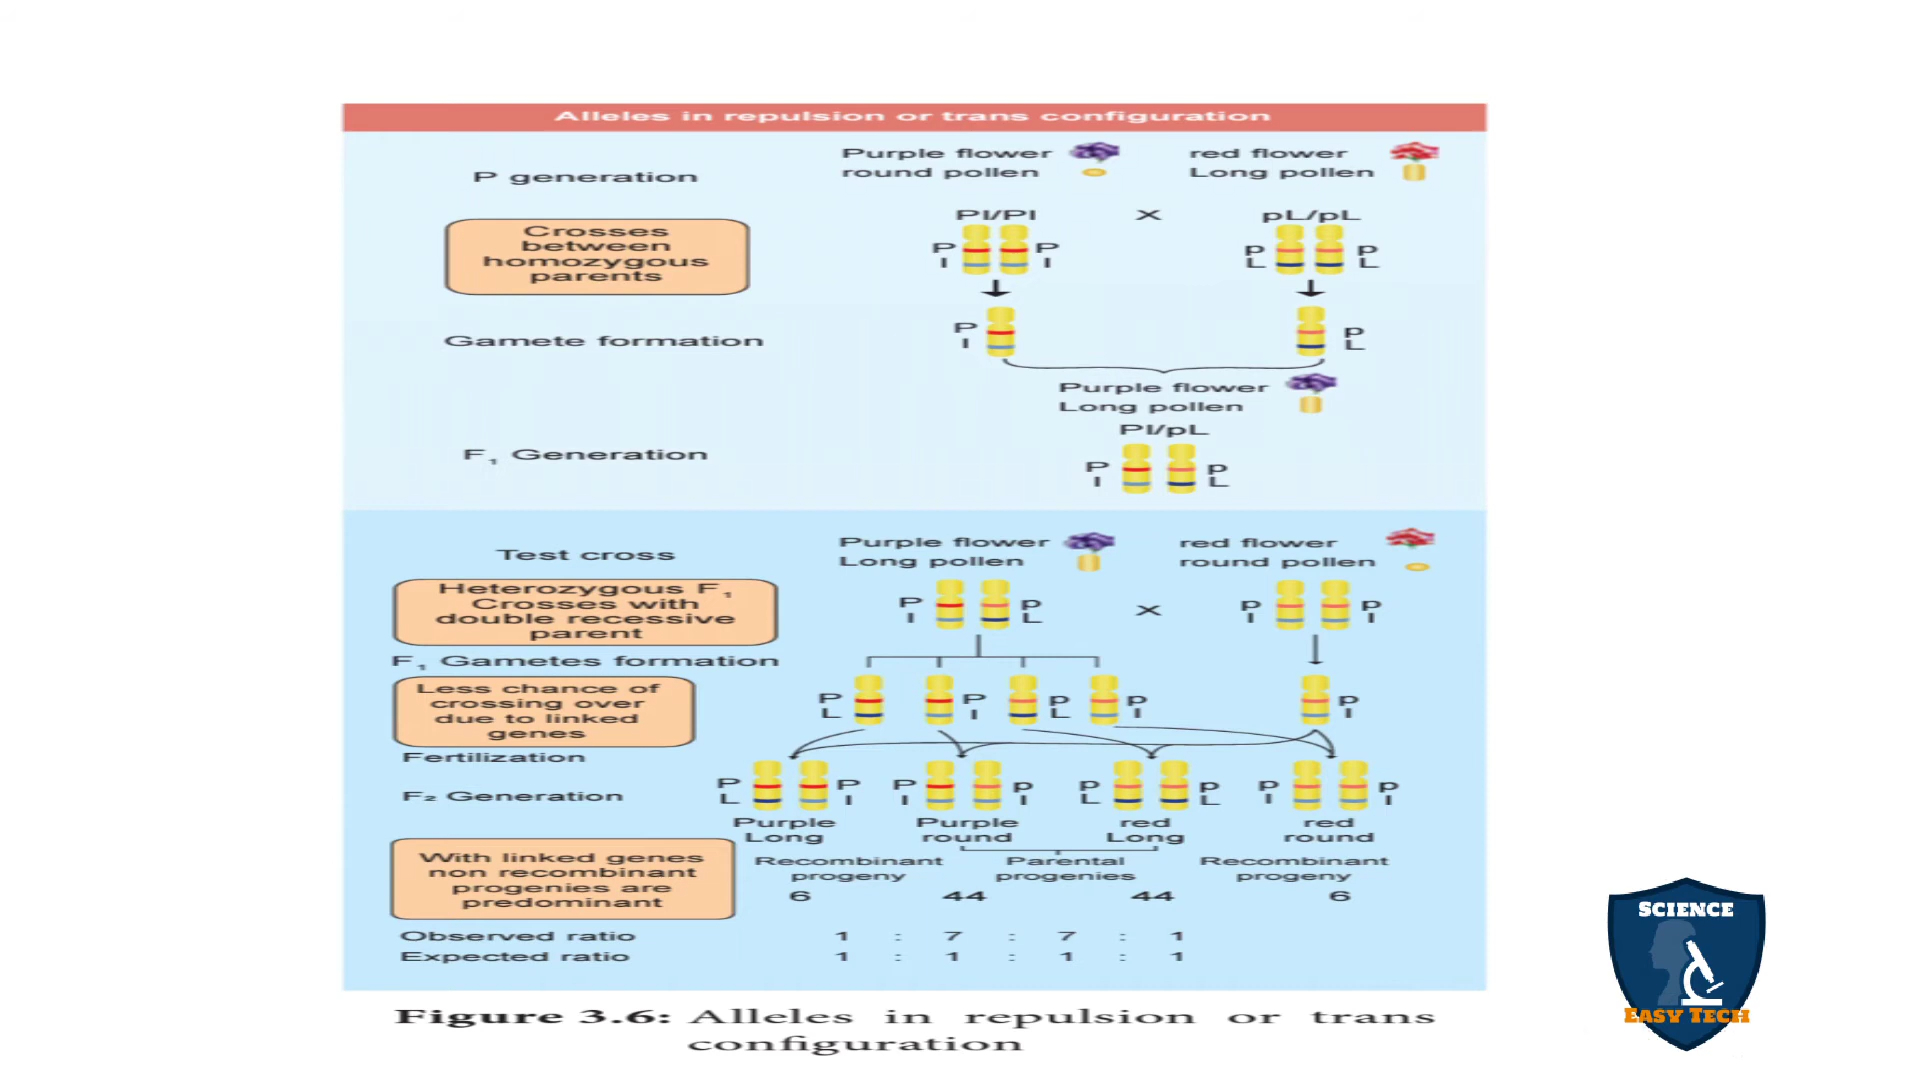 Alleles in repulsion or trans configuration
P generation
Purple flower
round pollen
red flower
Long pollen
Crosses
between
homozygous
parents
Pl/Pl
x
pL/pL
P
l
P
l
p
L
p
L
Gamete formation
P
l
p
L
Purple flower
Long pollen
F1 Generation
Pl/pL
P
l
p
L
Test cross
Purple flower
Long pollen
red flower
round pollen
Heterozygous F1
Crosses with
double recessive
parent
P
l
p
L
x
p
l
p
l
F1 Gametes formation
Less chance of
crossing over
due to linked
genes
P
L
P
l
p
L
p
l
p
l
Fertilization
F2 Generation
P
L
P
l
P
l
p
l
p
L
p
L
p
l
p
l
Purple
Long
Purple
round
red
Long
red
round
With linked genes
non recombinant
progenies are
predominant
Recombinant
progeny
Parental
progenies
Recombinant
progeny
6 44 44 6
Observed ratio 1 : 7 : 7 : 1
Expected ratio 1 : 1 : 1 : 1
Figure 3.6: Alleles in repulsion or trans
configuration
SCIENCE
EASY TECH